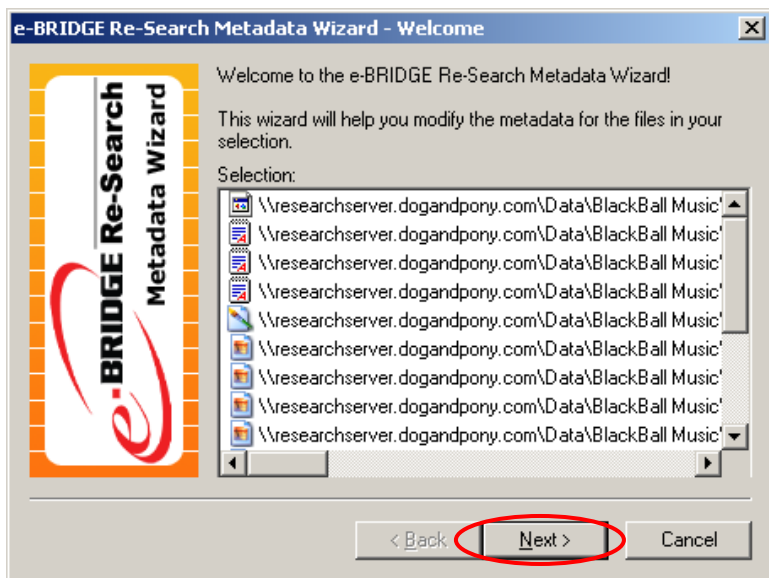 e-BRIDGE Re-Search Metadata Wizard - Welcome
e-BRIDGE Re-Search
Metadata Wizard
Welcome to the e-BRIDGE Re-Search Metadata Wizard!
This wizard will help you modify the metadata for the files in your
selection.
Selection:
\\researchserver.dogandpony.com\Data\BlackBall Music\
\\researchserver.dogandpony.com\Data\BlackBall Music\
\\researchserver.dogandpony.com\Data\BlackBall Music\
\\researchserver.dogandpony.com\Data\BlackBall Music\
\\researchserver.dogandpony.com\Data\BlackBall Music\
\\researchserver.dogandpony.com\Data\BlackBall Music\
\\researchserver.dogandpony.com\Data\BlackBall Music\
\\researchserver.dogandpony.com\Data\BlackBall Music\
\\researchserver.dogandpony.com\Data\BlackBall Music\
< Back Next > Cancel